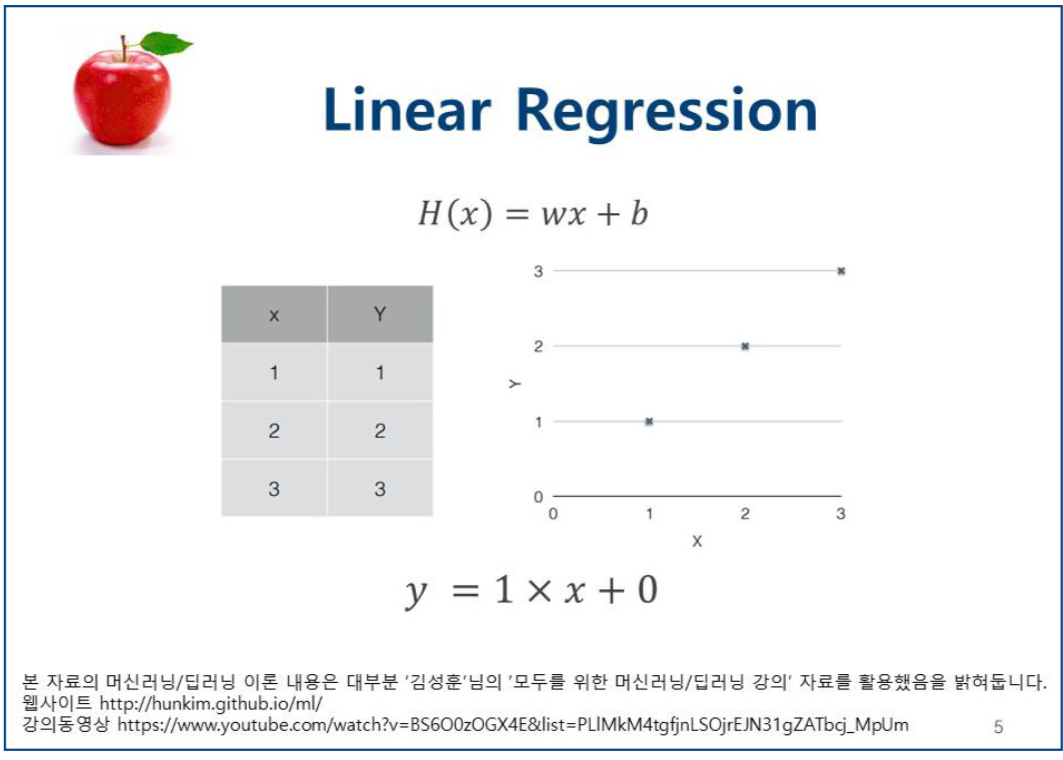 Linear Regression
H(x) = wx + b
x Y
1 1
2 2
3 3
3
2
Y
1
0
0 1 2 3
X
y = 1 × x + 0
본 자료의 머신러닝/딥러닝 이론 내용은 대부분 '김성훈'님의 '모두를 위한 머신러닝/딥러닝 강의' 자료를 활용했음을 밝혀둡니다.
웹사이트 http://hunkim.github.io/ml/
강의동영상 https://www.youtube.com/watch?v=BS6O0zOGX4E&list=PLlMkM4tgfjnLSOjrEJN31gZATbcj_MpUm
5